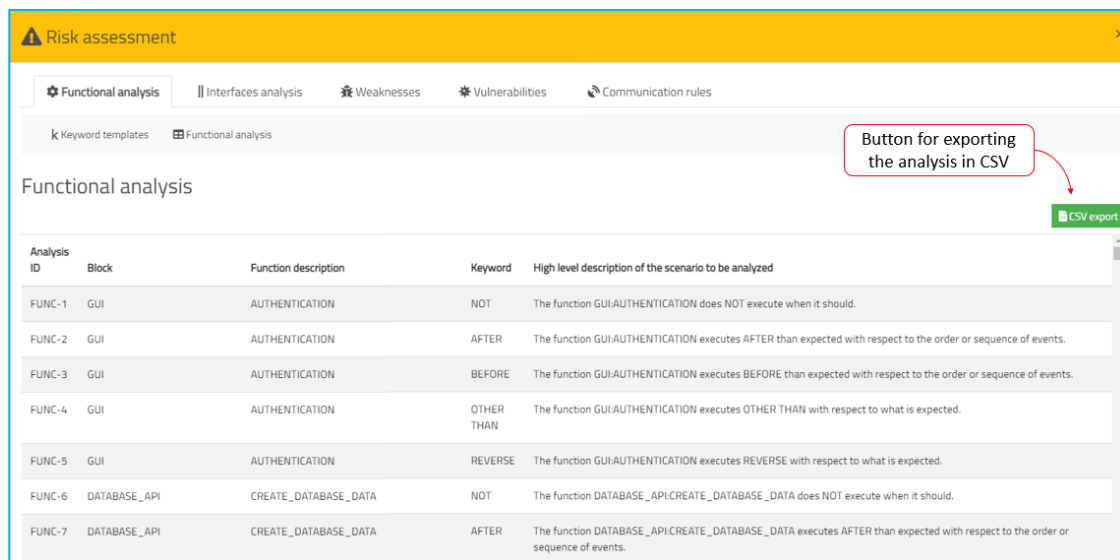 Risk assessment
Functional analysis Interfaces analysis Weaknesses Vulnerabilities Communication rules
Keyword templates Functional analysis
Button for exporting
the analysis in CSV
Functional analysis
CSV export
Analysis
ID Block Function description Keyword High level description of the scenario to be analyzed
FUNC-1 GUI AUTHENTICATION NOT The function GUI:AUTHENTICATION does NOT execute when it should.
FUNC-2 GUI AUTHENTICATION AFTER The function GUI:AUTHENTICATION executes AFTER than expected with respect to the order or sequence of events.
FUNC-3 GUI AUTHENTICATION BEFORE The function GUI:AUTHENTICATION executes BEFORE than expected with respect to the order or sequence of events.
FUNC-4 GUI AUTHENTICATION OTHER The function GUI:AUTHENTICATION executes OTHER THAN with respect to what is expected.
THAN
FUNC-5 GUI AUTHENTICATION REVERSE The function GUI:AUTHENTICATION executes REVERSE with respect to what is expected.
FUNC-6 DATABASE_API CREATE_DATABASE_DATA NOT The function DATABASE_API:CREATE_DATABASE_DATA does NOT execute when it should.
FUNC-7 DATABASE_API CREATE_DATABASE_DATA AFTER The function DATABASE_API:CREATE_DATABASE_DATA executes AFTER than expected with respect to the order or
sequence of events.